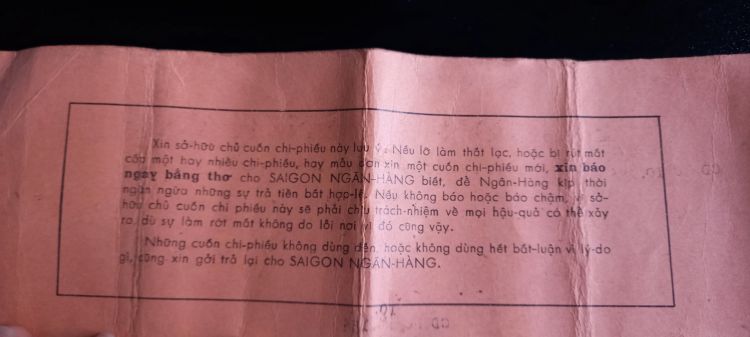 Xin sở-hữu chủ cuốn chi-phiếu này lưu ý. Nếu lỡ làm thất lạc, hoặc bị rút mất
một hay nhiều chi-phiếu, hay mẫu đơn xin một cuốn chi-phiếu mới, xin báo
ngay bằng thơ cho SAIGON NGÂN-HÀNG biết, để Ngân-Hàng kịp thời
ngăn ngừa những sự trả tiền bất hợp-lệ. Nếu không báo hoặc báo chậm, vị sở-
hữu chủ cuốn chi phiếu này sẽ phải chịu trách-nhiệm về mọi hậu-quả có thể xảy
ra, dù sự làm rớt mất không do lỗi nơi vị đó cũng vậy.
Những cuốn chi-phiếu không dùng đến, hoặc không dùng hết bất-luận vì lý-do
gì, cũng xin gởi trả lại cho SAIGON NGÂN-HÀNG.